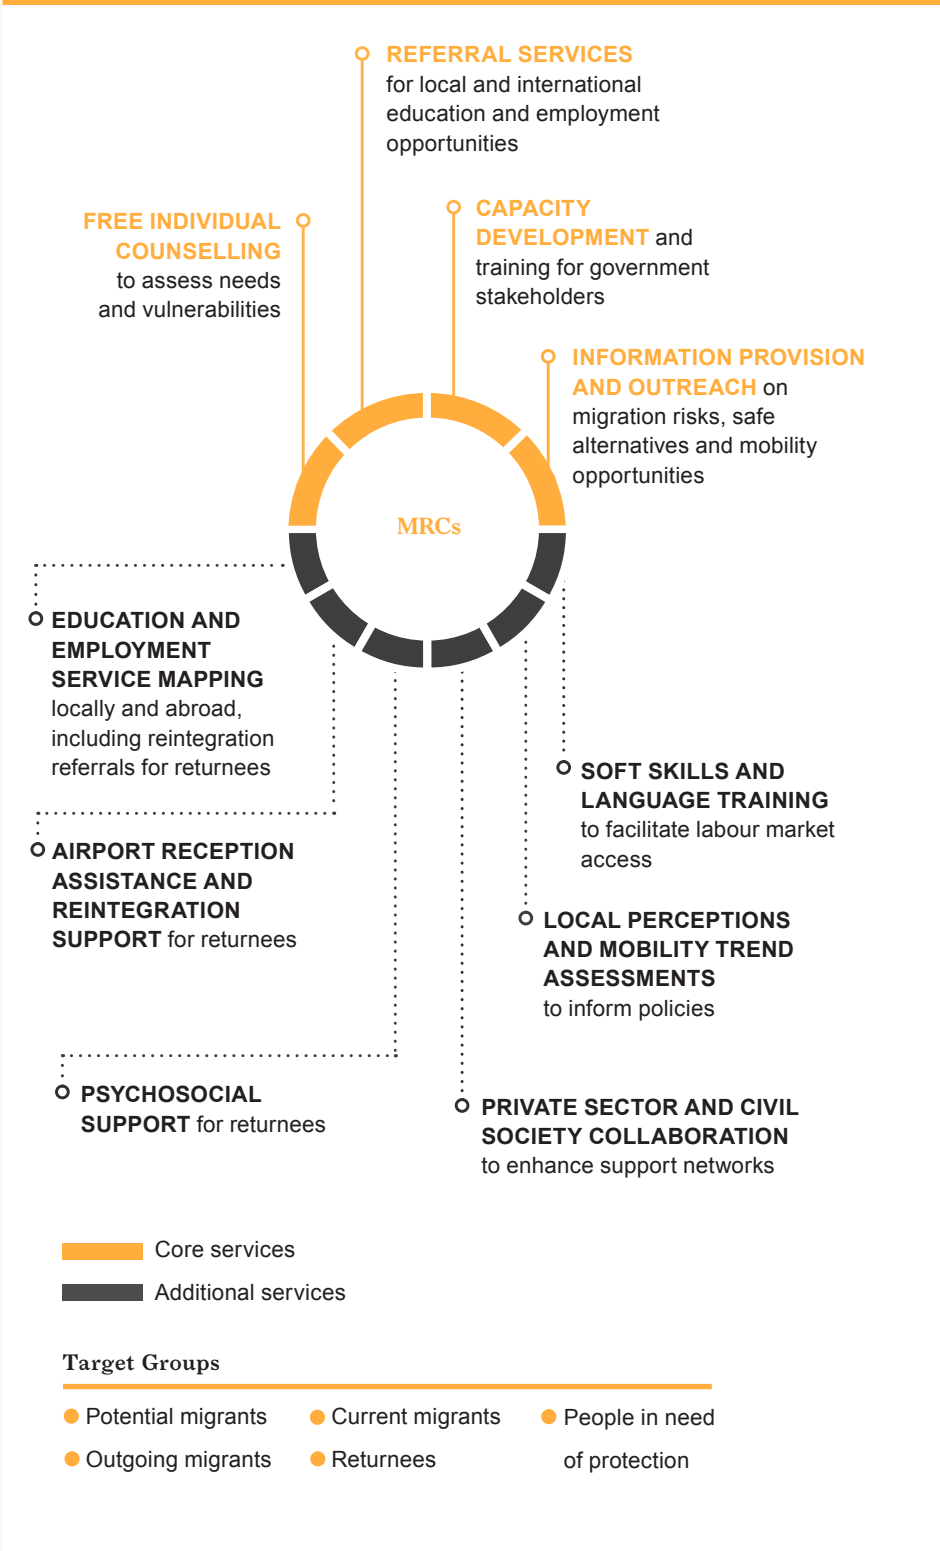 REFERRAL SERVICES
for local and international
education and employment
opportunities
FREE INDIVIDUAL
COUNSELLING
to assess needs
and vulnerabilities
CAPACITY
DEVELOPMENT and
training for government
stakeholders
INFORMATION PROVISION
AND OUTREACH on
migration risks, safe
alternatives and mobility
opportunities
MRCs
EDUCATION AND
EMPLOYMENT
SERVICE MAPPING
locally and abroad,
including reintegration
referrals for returnees
SOFT SKILLS AND
LANGUAGE TRAINING
to facilitate labour market
access
AIRPORT RECEPTION
ASSISTANCE AND
REINTEGRATION
SUPPORT for returnees
LOCAL PERCEPTIONS
AND MOBILITY TREND
ASSESSMENTS
to inform policies
PSYCHOSOCIAL
SUPPORT for returnees
PRIVATE SECTOR AND CIVIL
SOCIETY COLLABORATION
to enhance support networks
Core services
Additional services
Target Groups
Potential migrants
Outgoing migrants
Current migrants
Returnees
People in need
of protection